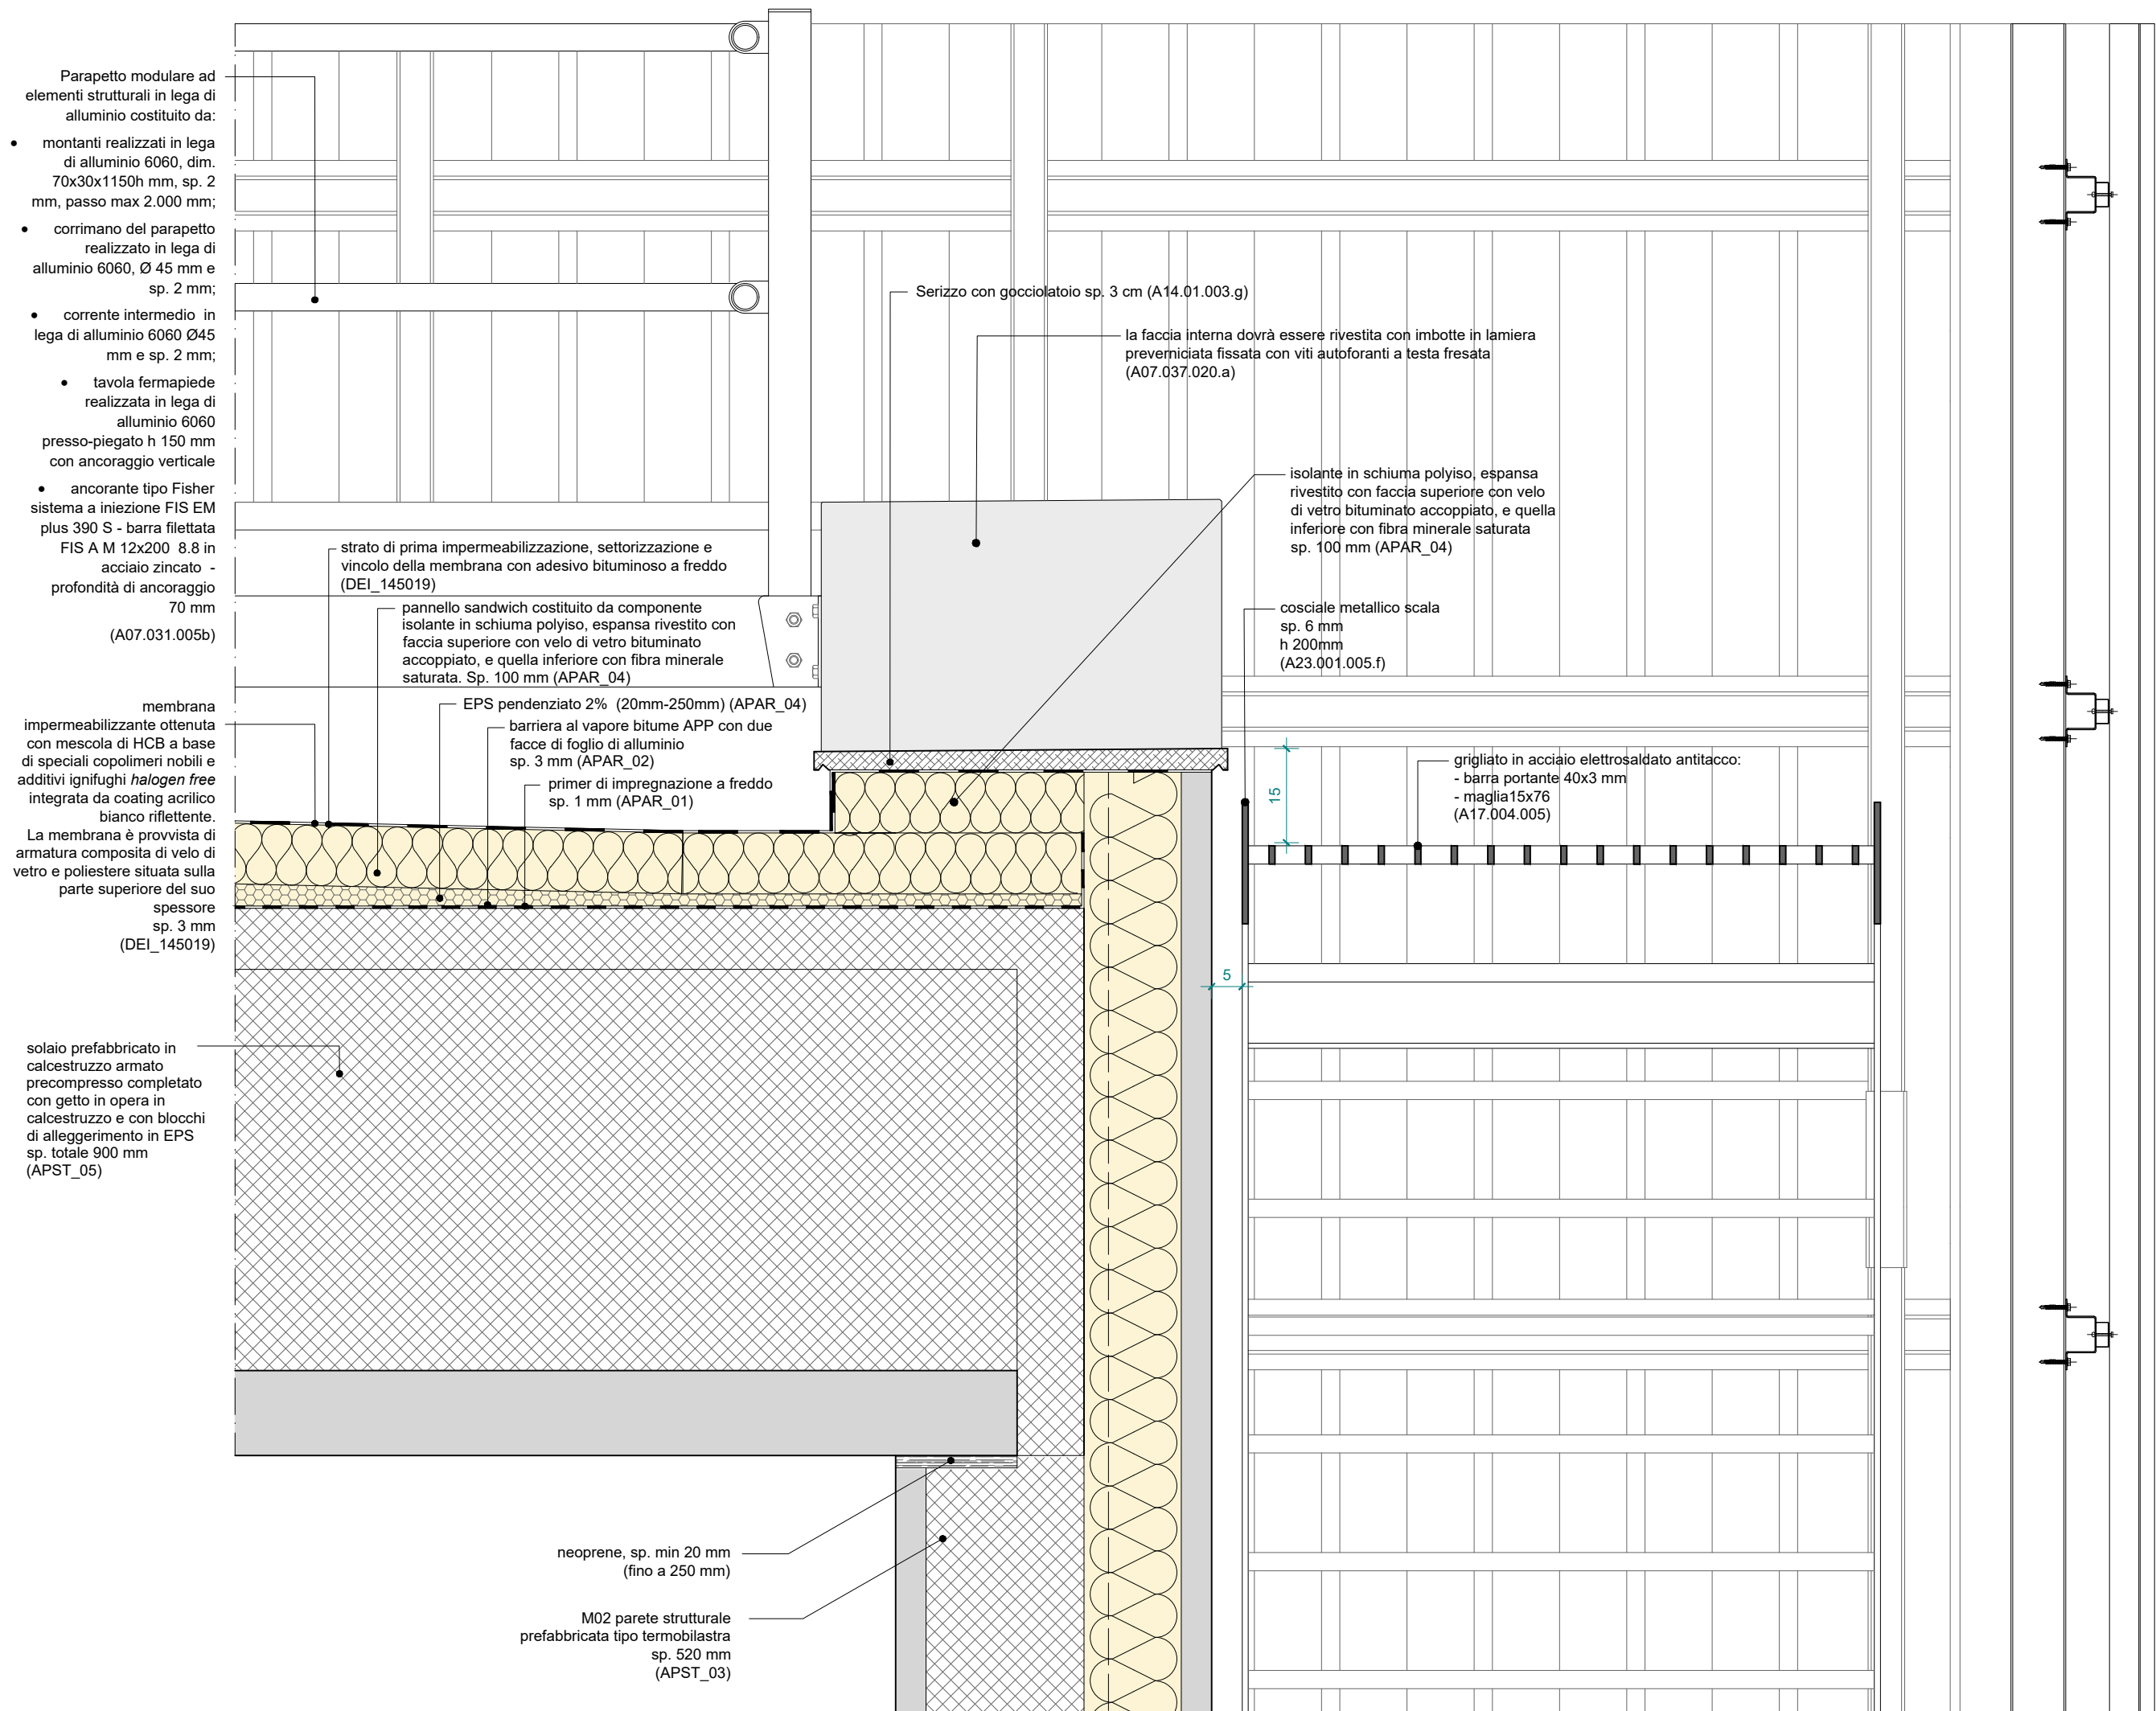 Parapetto modulare ad
elementi strutturali in lega di
alluminio costituito da:
• montanti realizzati in lega
di alluminio 6060, dim.
70x30x1150h mm, sp. 2
mm, passo max 2.000 mm;
• corrimano del parapetto
realizzato in lega di
alluminio 6060, Ø 45 mm e
sp. 2 mm;
• corrente intermedio in
lega di alluminio 6060 Ø45
mm e sp. 2 mm;
• tavola fermapiede
realizzata in lega di
alluminio 6060
presso-piegato h 150 mm
con ancoraggio verticale
• ancorante tipo Fisher
sistema a iniezione FIS EM
plus 390 S - barra filettata
FIS A M 12x200 8.8 in
acciaio zincato -
profondità di ancoraggio
70 mm
(A07.031.005b)
membrana
impermeabilizzante ottenuta
con mescola di HCB a base
di speciali copolimeri nobili e
additivi ignifughi halogen free
integrata da coating acrilico
bianco riflettente.
La membrana è provvista di
armatura composita di velo di
vetro e poliestere situata sulla
parte superiore del suo
spessore
sp. 3 mm
(DEI_145019)
solaio prefabbricato in
calcestruzzo armato
precompresso completato
con getto in opera in
calcestruzzo e con blocchi
di alleggerimento in EPS
sp. totale 900 mm
(APST_05)
strato di prima impermeabilizzazione, settorizzazione e
vincolo della membrana con adesivo bituminoso a freddo
(DEI_145019)
pannello sandwich costituito da componente
isolante in schiuma polyiso, espansa rivestito con
faccia superiore con velo di vetro bituminato
accoppiato, e quella inferiore con fibra minerale
saturata. Sp. 100 mm (APAR_04)
EPS pendenziato 2% (20mm-250mm) (APAR_04)
barriera al vapore bitume APP con due
facce di foglio di alluminio
sp. 3 mm (APAR_02)
primer di impregnazione a freddo
sp. 1 mm (APAR_01)
Serizzo con gocciolatoio sp. 3 cm (A14.01.003.g)
la faccia interna dovrà essere rivestita con imbotte in lamiera
preverniciata fissata con viti autoforanti a testa fresata
(A07.037.020.a)
isolante in schiuma polyiso, espansa
rivestito con faccia superiore con velo
di vetro bituminato accoppiato, e quella
inferiore con fibra minerale saturata
sp. 100 mm (APAR_04)
cosciale metallico scala
sp. 6 mm
h 200mm
(A23.001.005.f)
grigliato in acciaio elettrosaldato antitacco:
- barra portante 40x3 mm
- maglia15x76
(A17.004.005)
15
5
neoprene, sp. min 20 mm
(fino a 250 mm)
M02 parete strutturale
prefabbricata tipo termobilastra
sp. 520 mm
(APST_03)